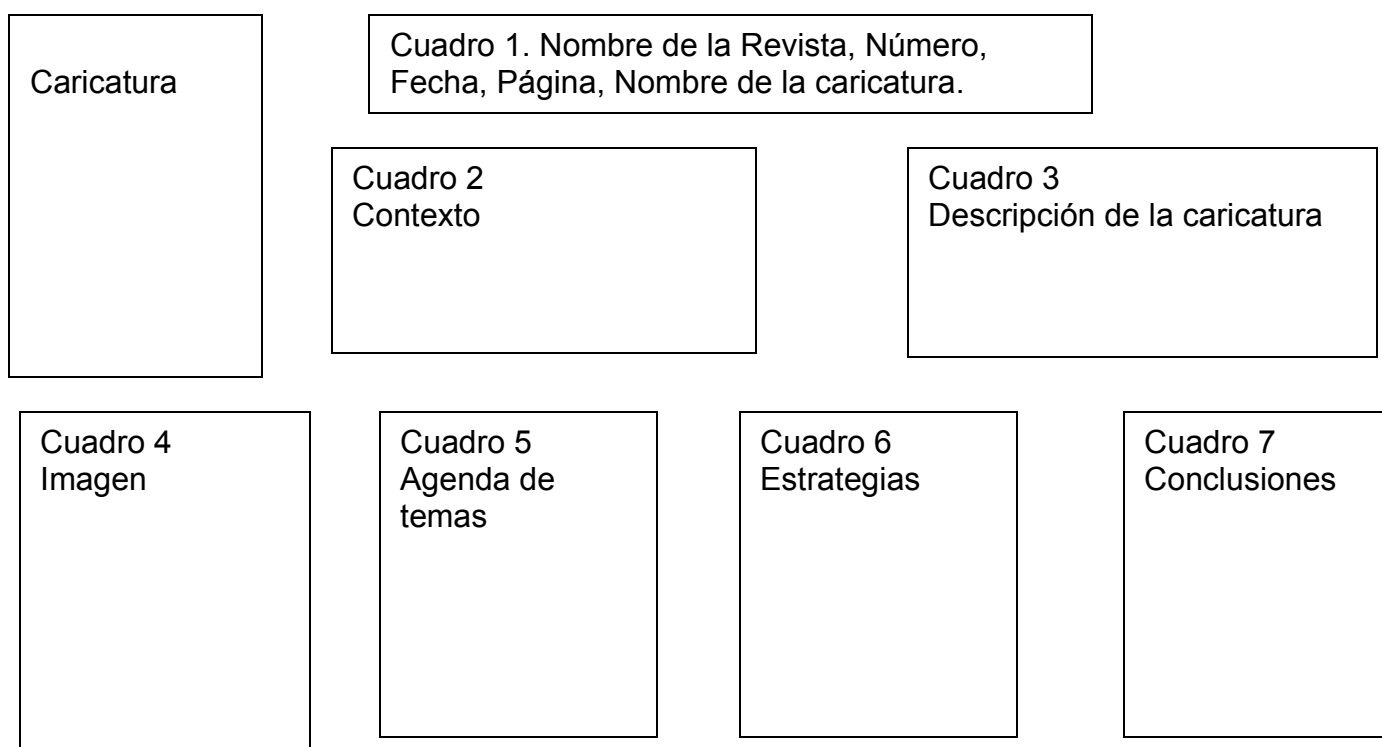 Caricatura
Cuadro 1. Nombre de la Revista, Número,
Fecha, Página, Nombre de la caricatura.
Cuadro 2
Contexto
Cuadro 3
Descripción de la caricatura
Cuadro 4
Imagen
Cuadro 5
Agenda de
temas
Cuadro 6
Estrategias
Cuadro 7
Conclusiones